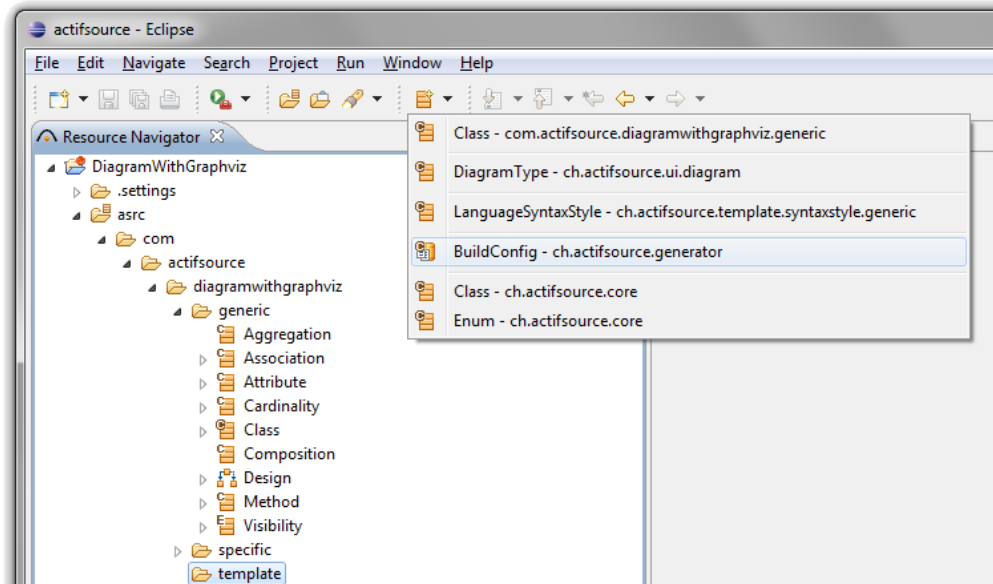 actifsource - Eclipse
File Edit Navigate Search Project Run Window Help
Resource Navigator
DiagramWithGraphviz
.settings
asrc
com
actifsource
diagramwithgraphviz
generic
Aggregation
Association
Attribute
Cardinality
Class
Composition
Design
Method
Visibility
specific
template
Class - com.actifsource.diagramwithgraphviz.generic
DiagramType - ch.actifsource.ui.diagram
LanguageSyntaxStyle - ch.actifsource.template.syntaxstyle.generic
BuildConfig - ch.actifsource.generator
Class - ch.actifsource.core
Enum - ch.actifsource.core